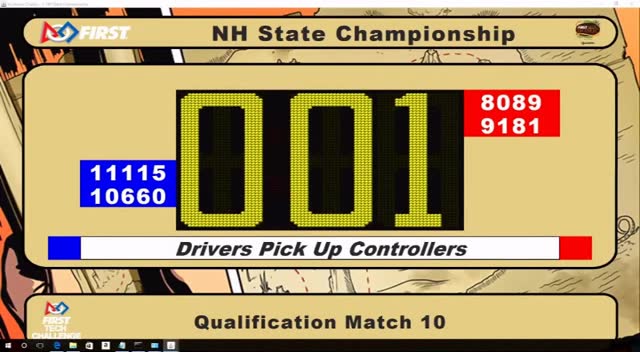 FIRST
NH State Championship
001
8089
9181
11115
10660
Drivers Pick Up Controllers
FIRST
TECH
CHALLENGE
Qualification Match 10